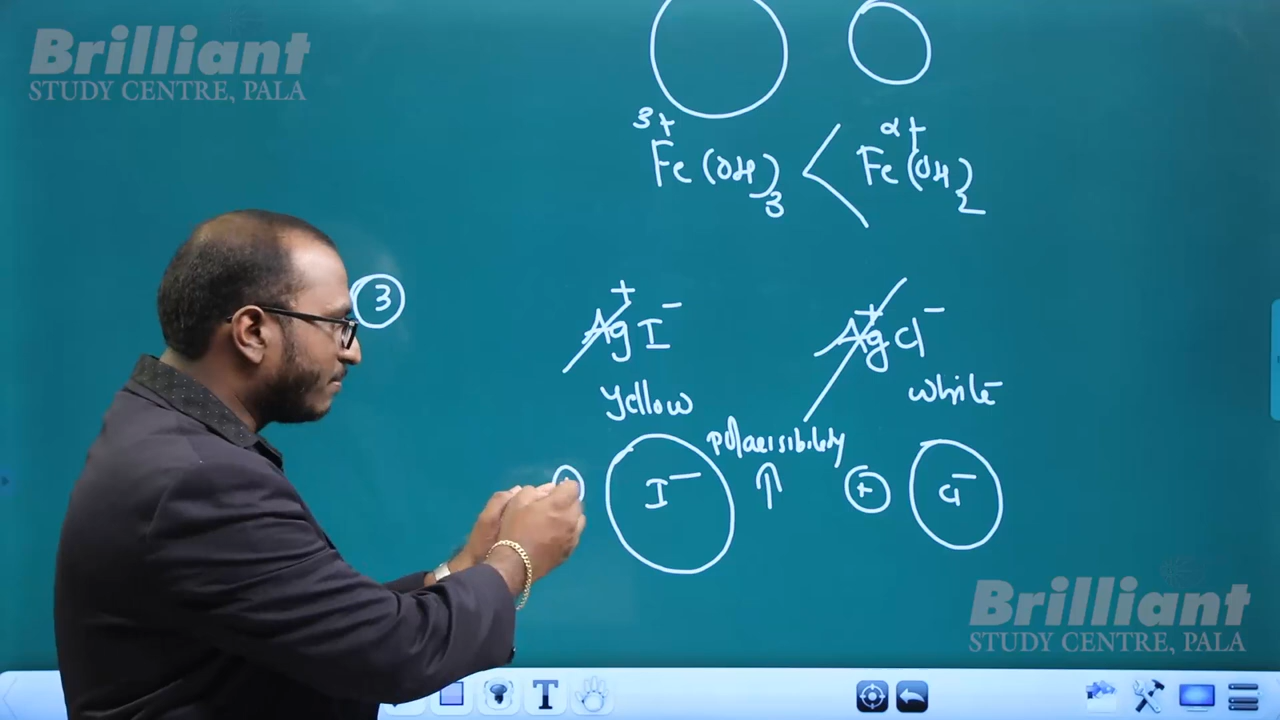 Brilliant
STUDY CENTRE, PALA
3+ 2+
Fe(OH)3 < Fe(OH)2
3
Ag+ I− Ag+ Cl−
yellow white
polarisibility
+ I− ↑ + Cl−
Brilliant
STUDY CENTRE, PALA
T